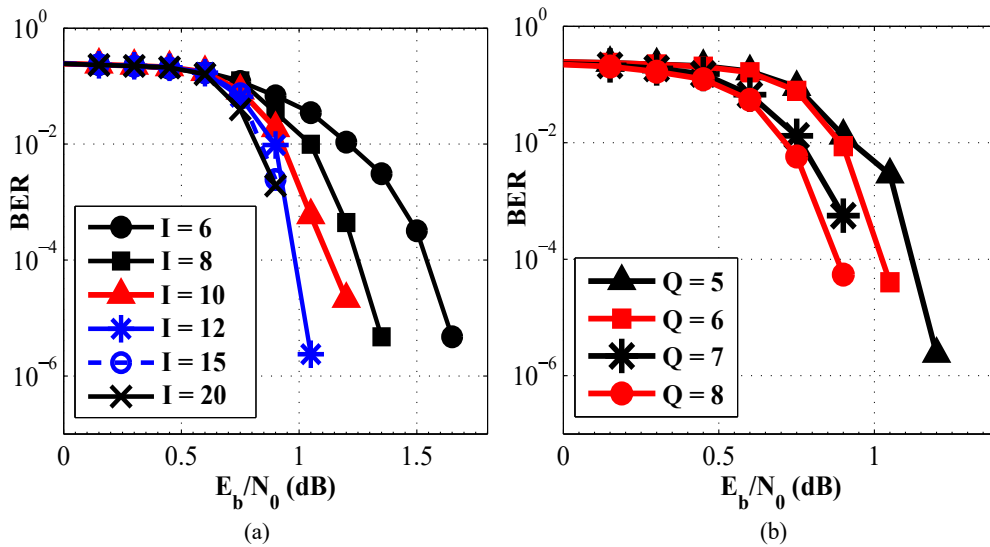 10^0
10^-2
10^-4
10^-6
BER
0
0.5
1
1.5
E_b/N_0 (dB)
I = 6
I = 8
I = 10
I = 12
I = 15
I = 20
(a)
10^0
10^-2
10^-4
10^-6
BER
0
0.5
1
E_b/N_0 (dB)
Q = 5
Q = 6
Q = 7
Q = 8
(b)